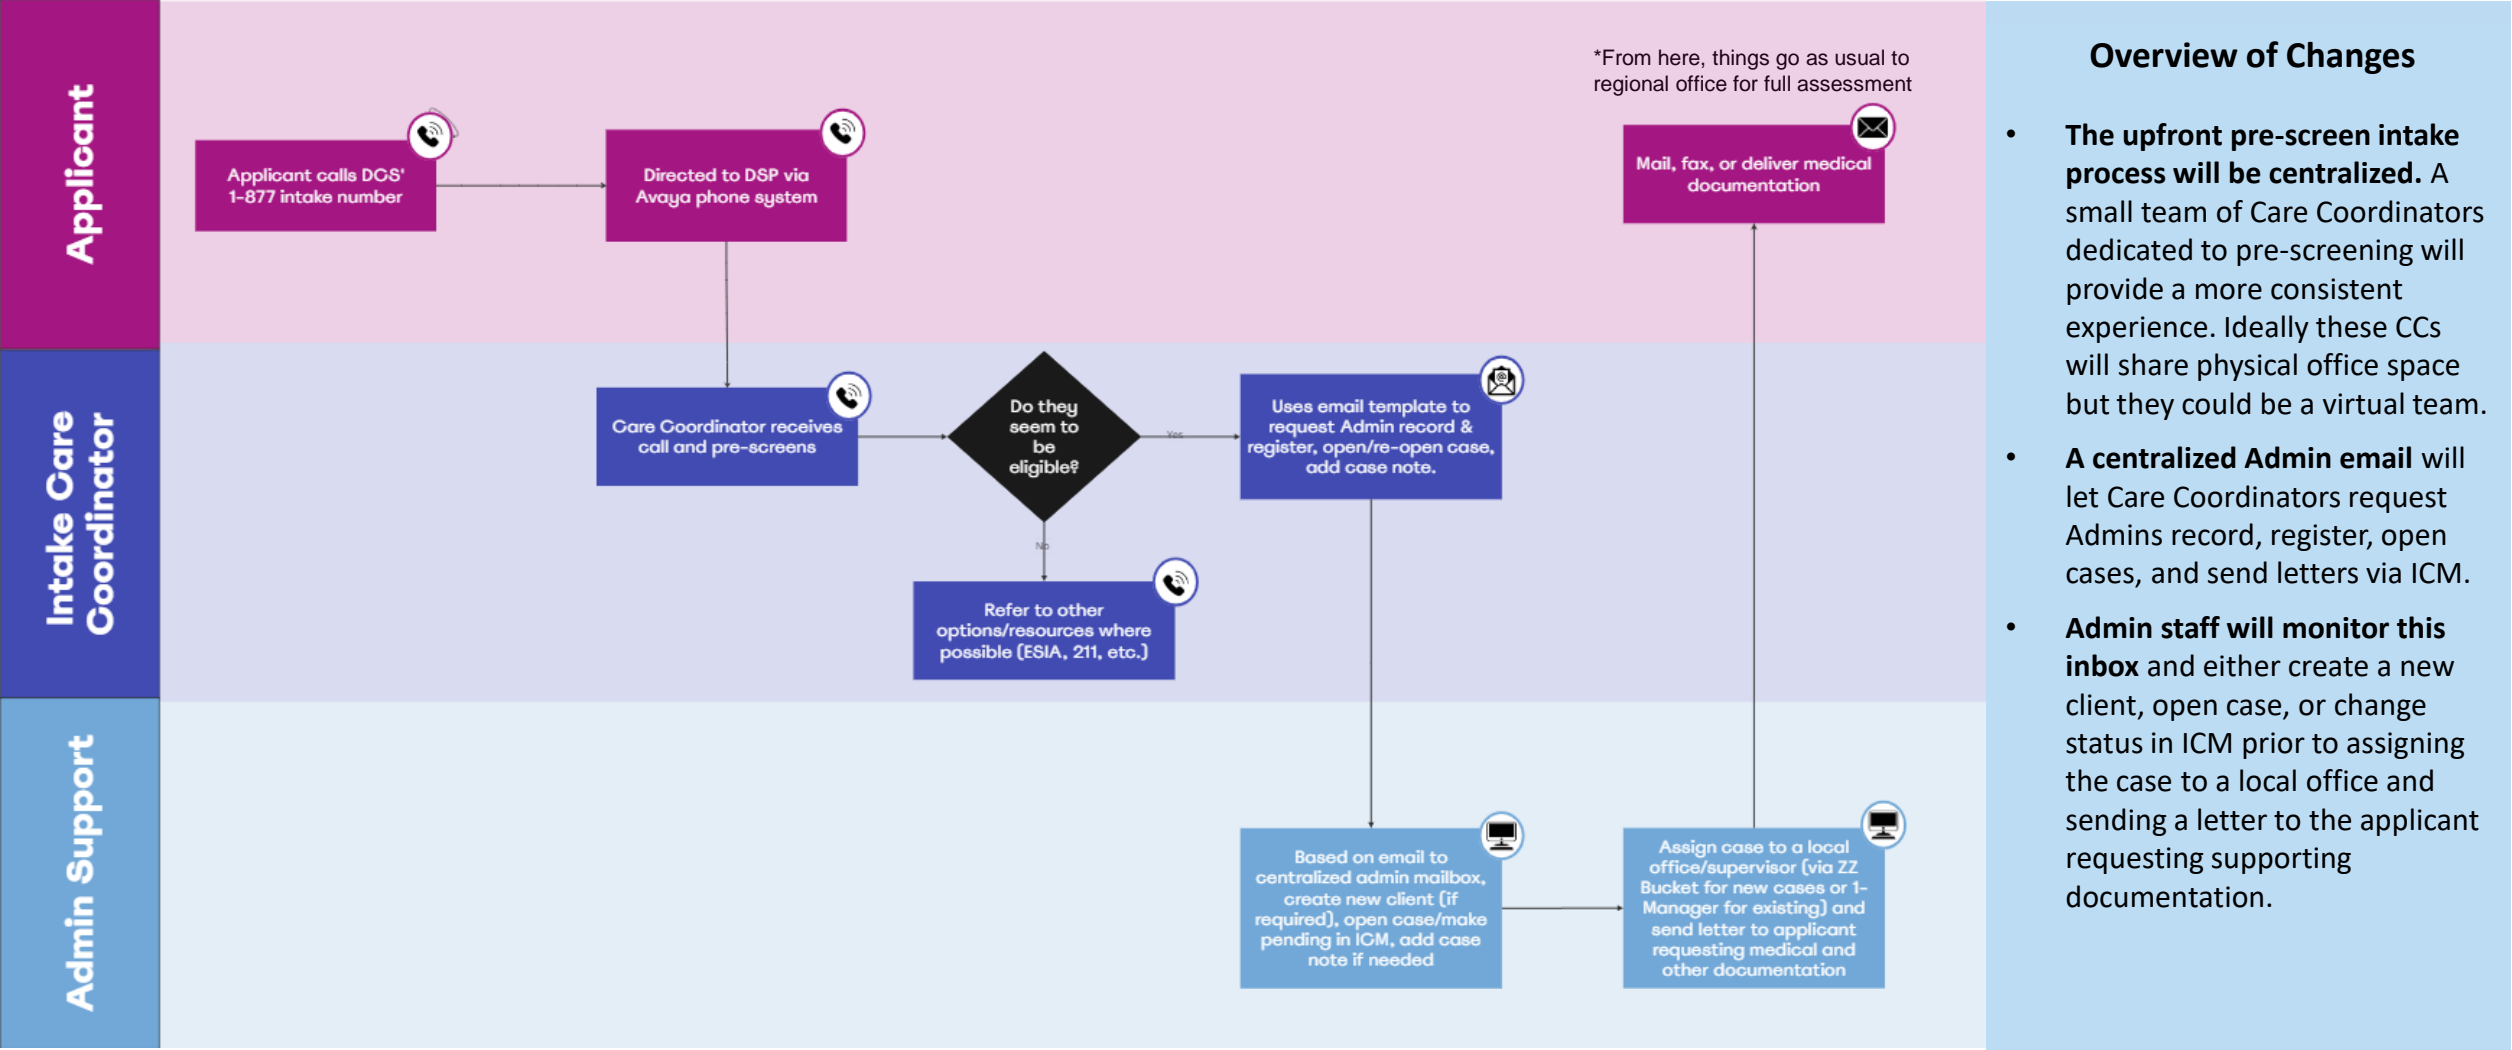 Applicant
*From here, things go as usual to
regional office for full assessment
Applicant calls DCS'
1-877 intake number
Directed to DSP via
Avaya phone system
Mail, fax, or deliver medical
documentation
Intake Care
Coordinator
Care Coordinator receives
call and pre-screens
Do they
seem to
be
eligible?
Yes
Uses email template to
request Admin record &
register, open/re-open case,
add case note.
No
Refer to other
options/resources where
possible (ESIA, 211, etc.)
Admin Support
Based on email to
centralized admin mailbox,
create new client (if
required), open case/make
pending in ICM, add case
note if needed
Assign case to a local
office/supervisor (via ZZ
Bucket for new cases or 1-
Manager for existing) and
send letter to applicant
requesting medical and
other documentation
Overview of Changes
• The upfront pre-screen intake
process will be centralized. A
small team of Care Coordinators
dedicated to pre-screening will
provide a more consistent
experience. Ideally these CCs
will share physical office space
but they could be a virtual team.
• A centralized Admin email will
let Care Coordinators request
Admins record, register, open
cases, and send letters via ICM.
• Admin staff will monitor this
inbox and either create a new
client, open case, or change
status in ICM prior to assigning
the case to a local office and
sending a letter to the applicant
requesting supporting
documentation.